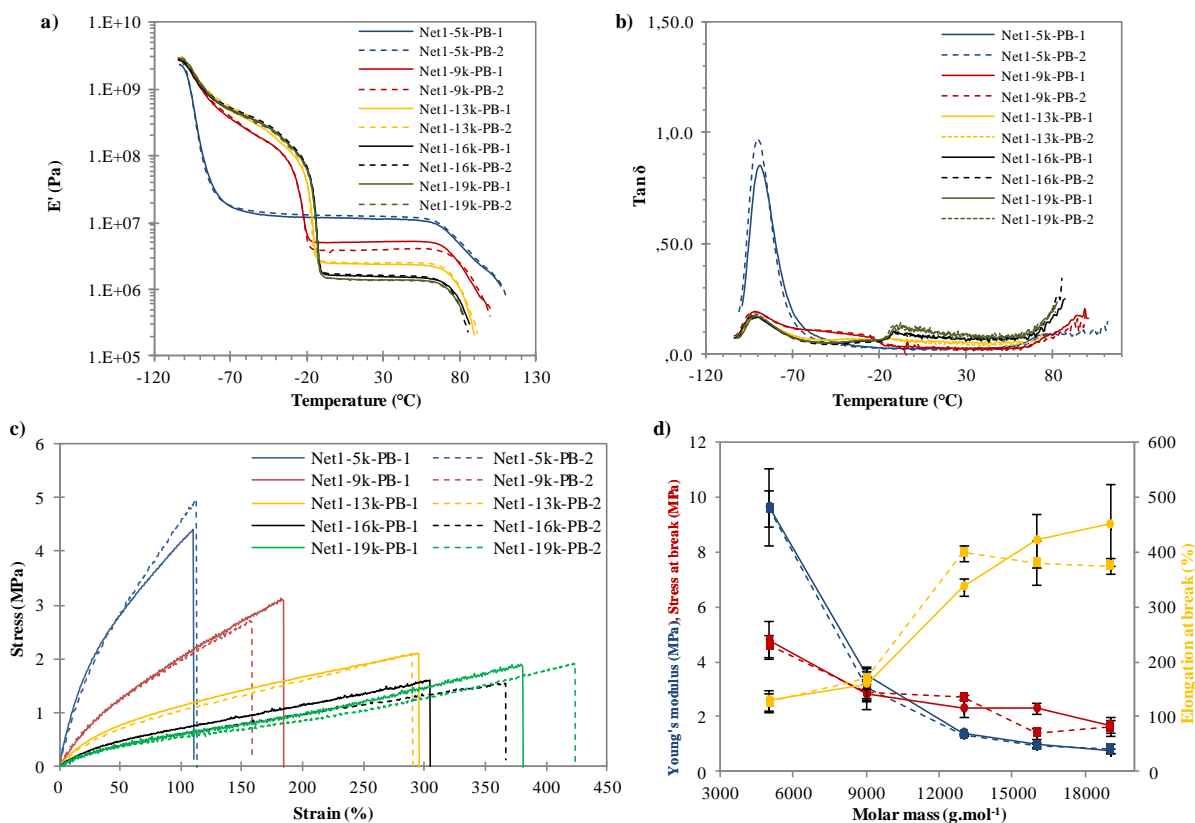 a)
1.E+10
1.E+09
1.E+08
1.E+07
1.E+06
1.E+05
E' (Pa)
-120
-70
-20
30
80
130
Temperature (°C)
Net1-5k-PB-1
Net1-5k-PB-2
Net1-9k-PB-1
Net1-9k-PB-2
Net1-13k-PB-1
Net1-13k-PB-2
Net1-16k-PB-1
Net1-16k-PB-2
Net1-19k-PB-1
Net1-19k-PB-2
b)
1,50.
1,0.0
,50.0
,0.0
Tan δ
-120
-70
-20
30
80
Temperature (°C)
Net1-5k-PB-1
Net1-5k-PB-2
Net1-9k-PB-1
Net1-9k-PB-2
Net1-13k-PB-1
Net1-13k-PB-2
Net1-16k-PB-1
Net1-16k-PB-2
Net1-19k-PB-1
Net1-19k-PB-2
c)
6
5
4
3
2
1
0
Stress (MPa)
0
50
100
150
200
250
300
350
400
450
Strain (%)
Net1-5k-PB-1
Net1-5k-PB-2
Net1-9k-PB-1
Net1-9k-PB-2
Net1-13k-PB-1
Net1-13k-PB-2
Net1-16k-PB-1
Net1-16k-PB-2
Net1-19k-PB-1
Net1-19k-PB-2
d)
12
10
8
6
4
2
0
Young's modulus (MPa), Stress at break (MPa)
600
500
400
300
200
100
0
Elongation at break (%)
3000
6000
9000
12000
15000
18000
Molar mass (g.mol⁻¹)